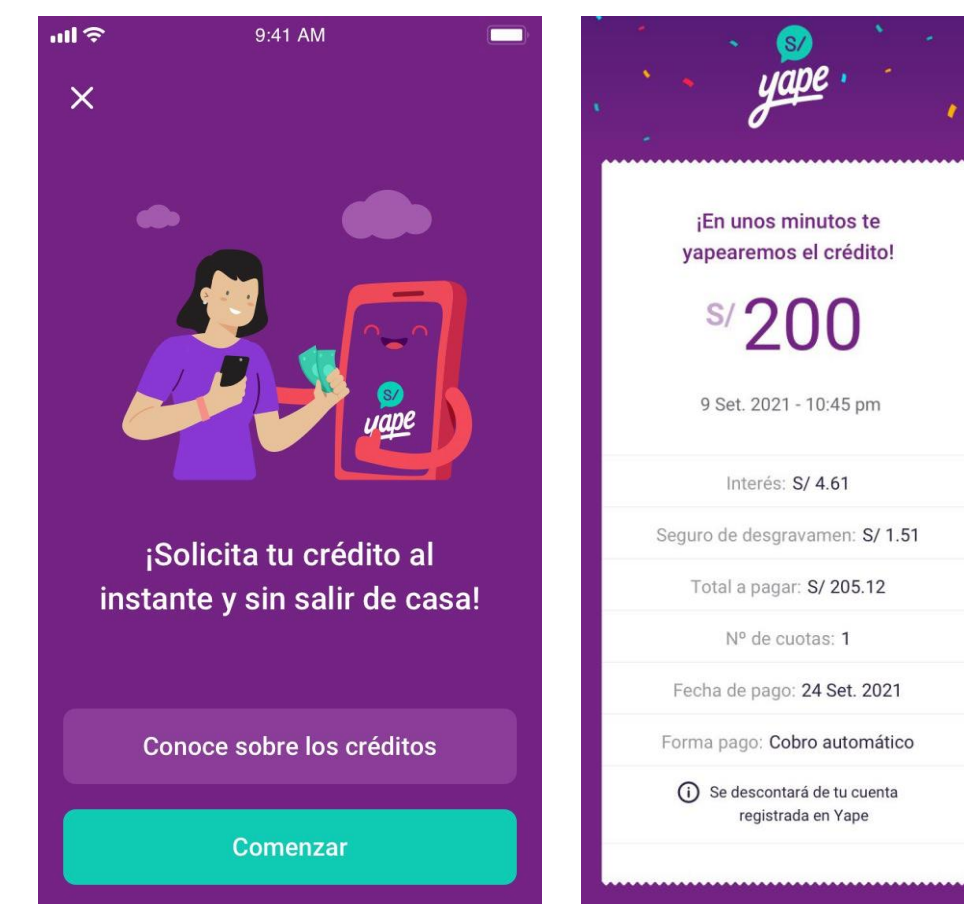 9:41 AM
S/
yape
¡Solicita tu crédito al
instante y sin salir de casa!
Conoce sobre los créditos
Comenzar
S/
yape
¡En unos minutos te
yapearemos el crédito!
S/ 200
9 Set. 2021 - 10:45 pm
Interés: S/ 4.61
Seguro de desgravamen: S/ 1.51
Total a pagar: S/ 205.12
Nº de cuotas: 1
Fecha de pago: 24 Set. 2021
Forma pago: Cobro automático
Se descontará de tu cuenta
registrada en Yape